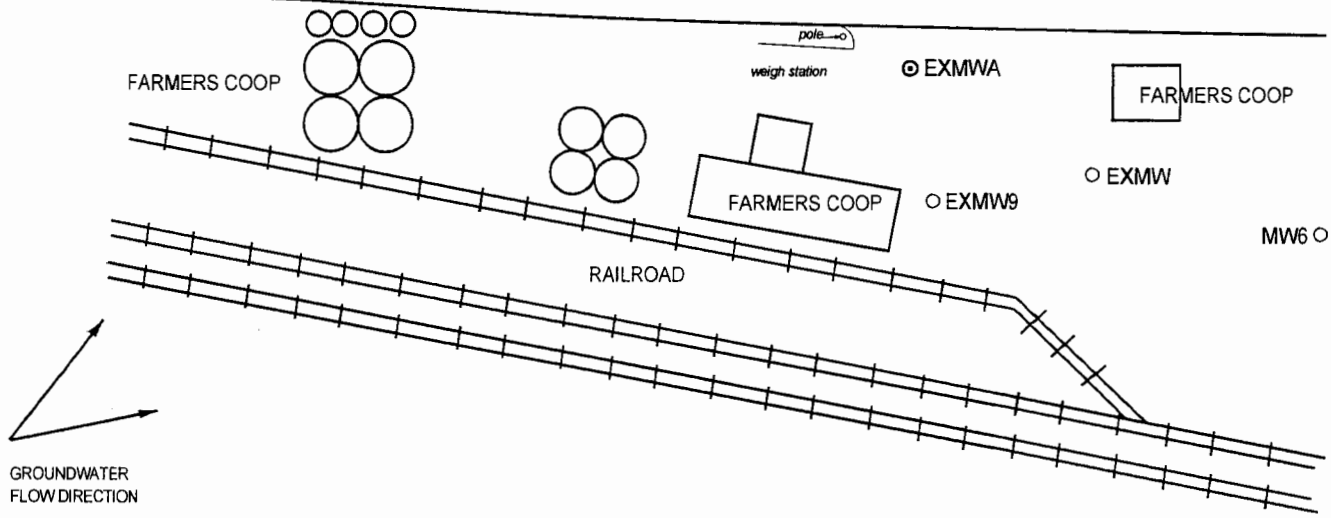 pole
weigh station
EXMWA
FARMERS COOP
FARMERS COOP
EXMW
FARMERS COOP
EXMW9
MW6
RAILROAD
GROUNDWATER
FLOW DIRECTION